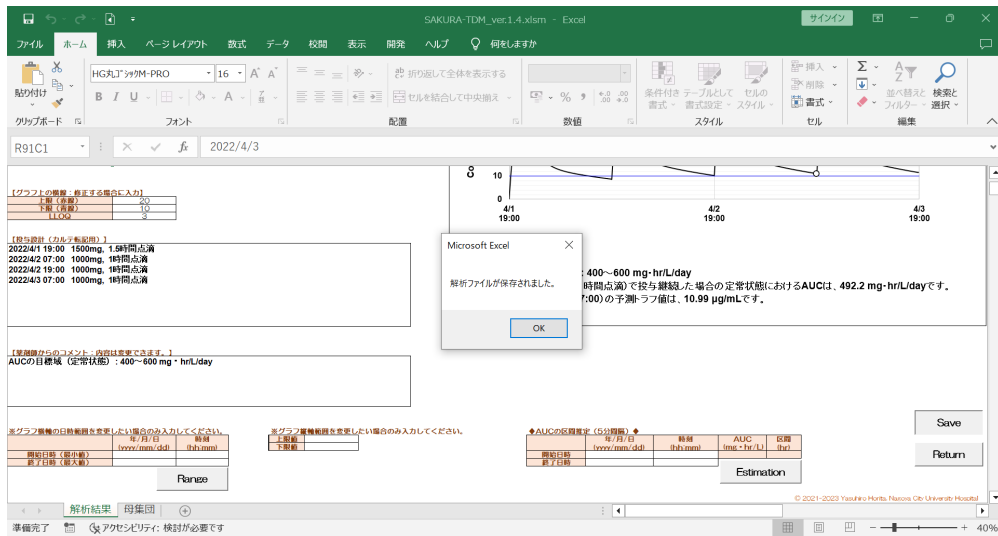 SAKURA-TDM_ver.1.4.xlsm - Excel
サインイン
ファイル ホーム 挿入 ページ レイアウト 数式 データ 校閲 表示 開発 ヘルプ 何をしますか
貼り付け
HG丸ゴシックM-PRO 16 A A
B I U A
折り返して全体を表示する
セルを結合して中央揃え
% 9 .00
条件付き書式 テーブルとして書式設定 セルのスタイル
挿入
削除
書式
並べ替えと フィルター
検索と 選択
クリップボード フォント 配置 数値 スタイル セル 編集
R91C1 fx 2022/4/3
【グラフ上の横線:修正する場合に入力】
上限(赤線) 20
下限(青線) 10
LLOQ 3
Co
10
0
4/1 4/2 4/3
19:00 19:00 19:00
【投与設計(カルテ転記用)】
2022/4/1 19:00 1500mg, 1.5時間点滴
2022/4/2 07:00 1000mg, 1時間点滴
2022/4/2 19:00 1000mg, 1時間点滴
2022/4/3 07:00 1000mg, 1時間点滴
Microsoft Excel
解析ファイルが保存されました。
OK
: 400~600 mg・hr/L/day
時間点滴)で投与継続した場合の定常状態におけるAUCは、492.2 mg・hr/L/dayです。
7:00)の予測トラフ値は、10.99 μg/mLです。
【薬剤師からのコメント:内容は変更できます。】
AUCの目標域(定常状態):400~600 mg・hr/L/day
Save
Return
※グラフ横軸の日時範囲を変更したい場合のみ入力してください。
年/月/日 時刻
(yyyy/mm/dd) (hh:mm)
開始日時(最小値)
終了日時(最大値)
Range
※グラフ縦軸範囲を変更したい場合のみ入力してください。
上限値
下限値
◆AUCの区間推定(5分間隔)◆
年/月/日 時刻 AUC 区間
(yyyy/mm/dd) (hh:mm) (mg・hr/L) (hr)
開始日時
終了日時
Estimation
© 2021-2023 Yasuhiro Horita, Nagoya City University Hospital
解析結果 母集団
準備完了 アクセシビリティ: 検討が必要です
40%